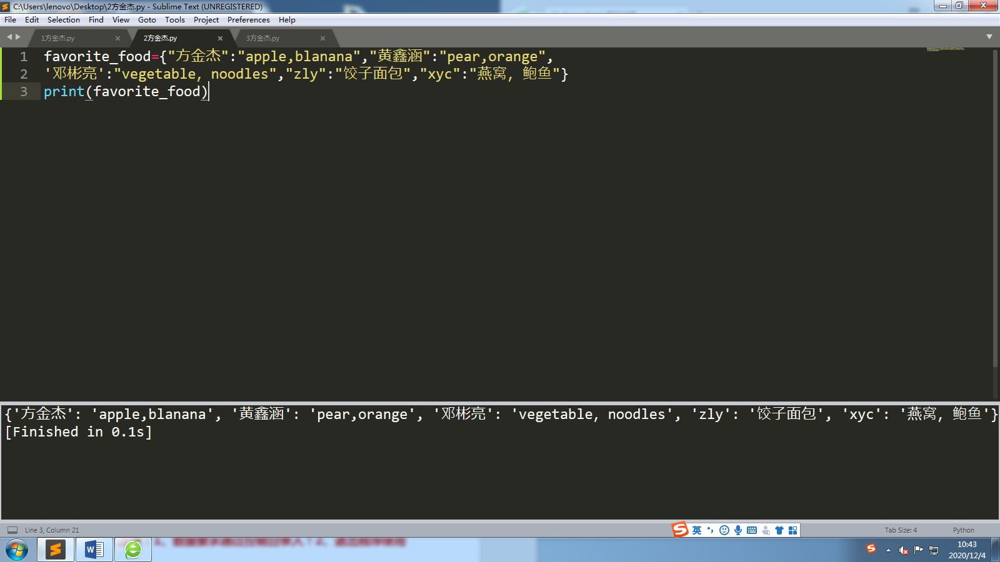 C:\Users\lenovo\Desktop\2方金杰.py - Sublime Text (UNREGISTERED)
File Edit Selection Find View Goto Tools Project Preferences Help
1方金杰.py 2方金杰.py 3方金杰.py
1 favorite_food={"方金杰":"apple,blanana","黄鑫涵":"pear,orange",
2 '邓彬亮':"vegetable, noodles","zly":"饺子面包","xyc":"燕窝, 鲍鱼"}
3 print(favorite_food)
{'方金杰': 'apple,blanana', '黄鑫涵': 'pear,orange', '邓彬亮': 'vegetable, noodles', 'zly': '饺子面包', 'xyc': '燕窝, 鲍鱼'}
[Finished in 0.1s]
Line 3, Column 21
英
Tab Size: 4
Python
10:43
2020/12/4